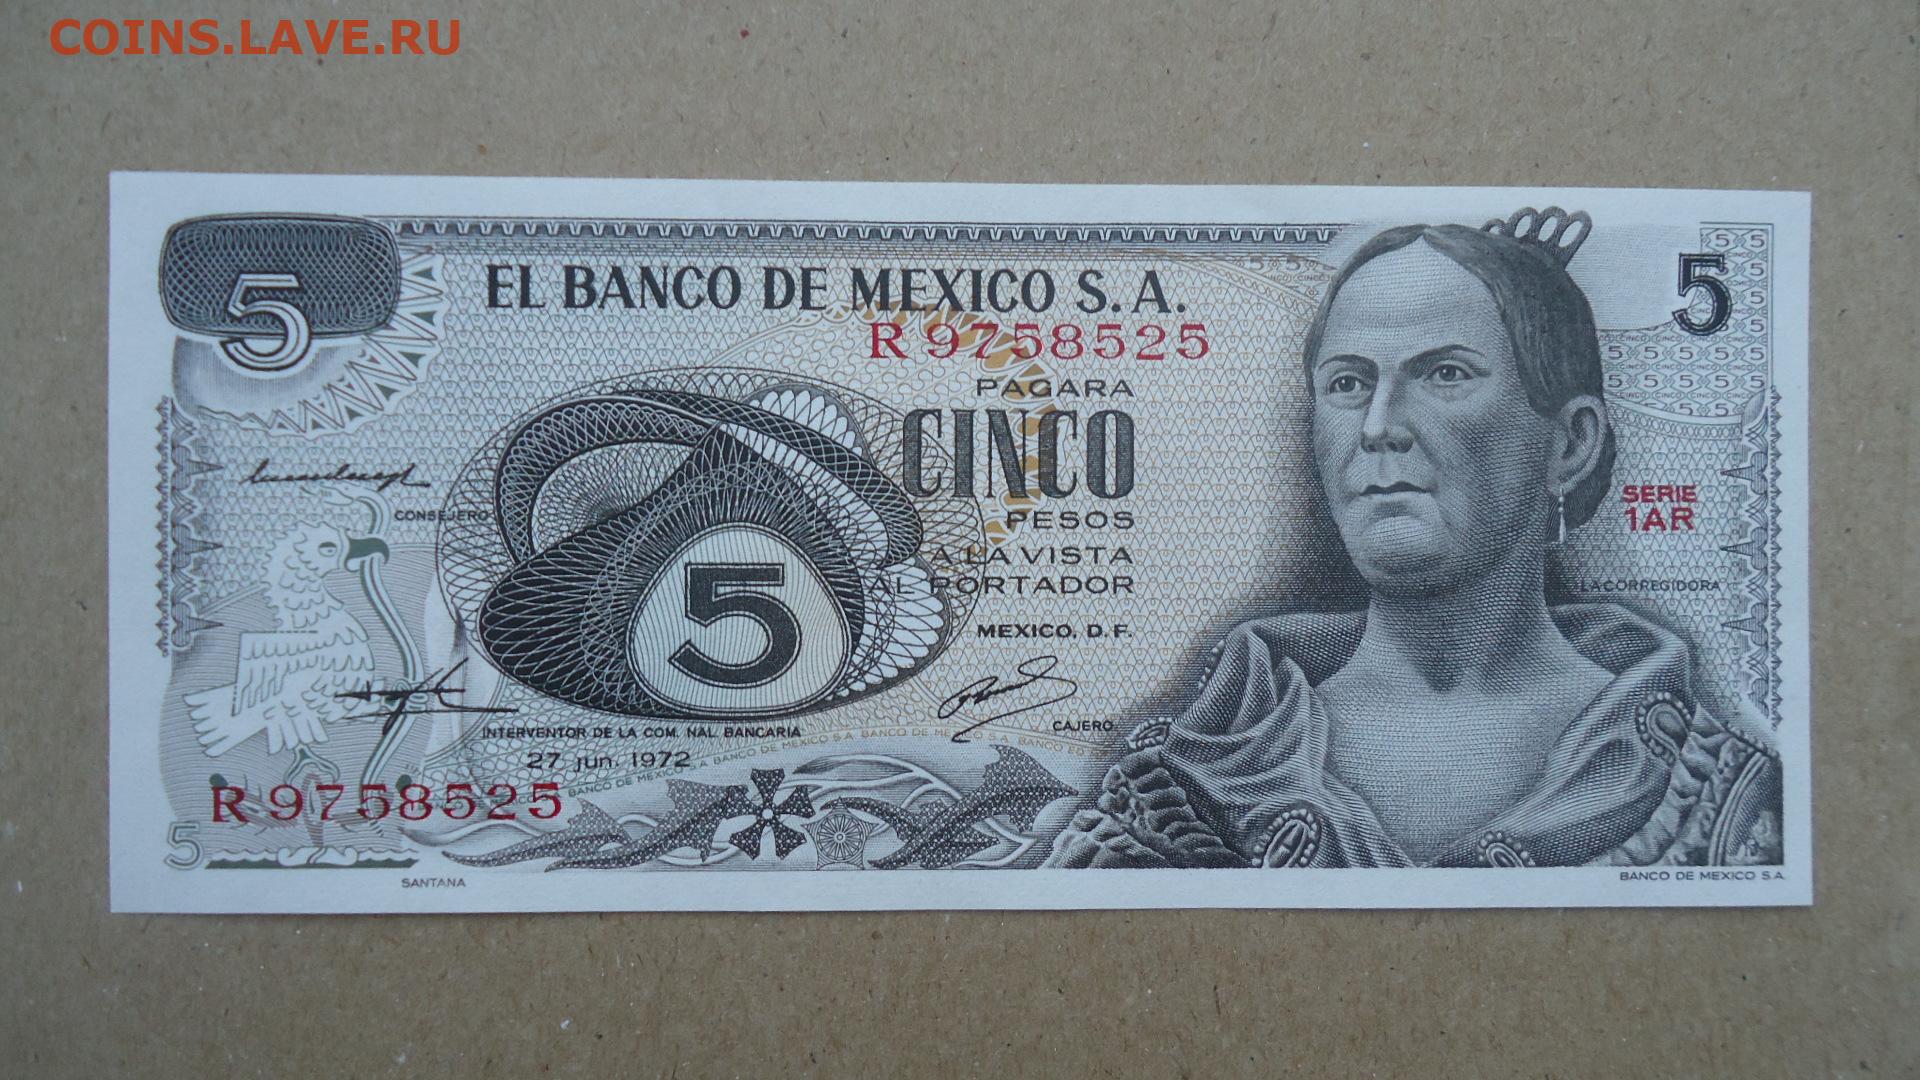 COINS.LAVE.RU
5
EL BANCO DE MEXICO S.A.
5
R 9758525
PAGARA
CINCO
PESOS
A LA VISTA
AL PORTADOR
MEXICO, D.F.
SERIE
1AR
LA CORREGIDORA
CONSEJERO
5
INTERVENTOR DE LA COM. NAL. BANCARIA
CAJERO
27 jun. 1972
R 9758525
5
SANTANA
BANCO DE MEXICO S.A.